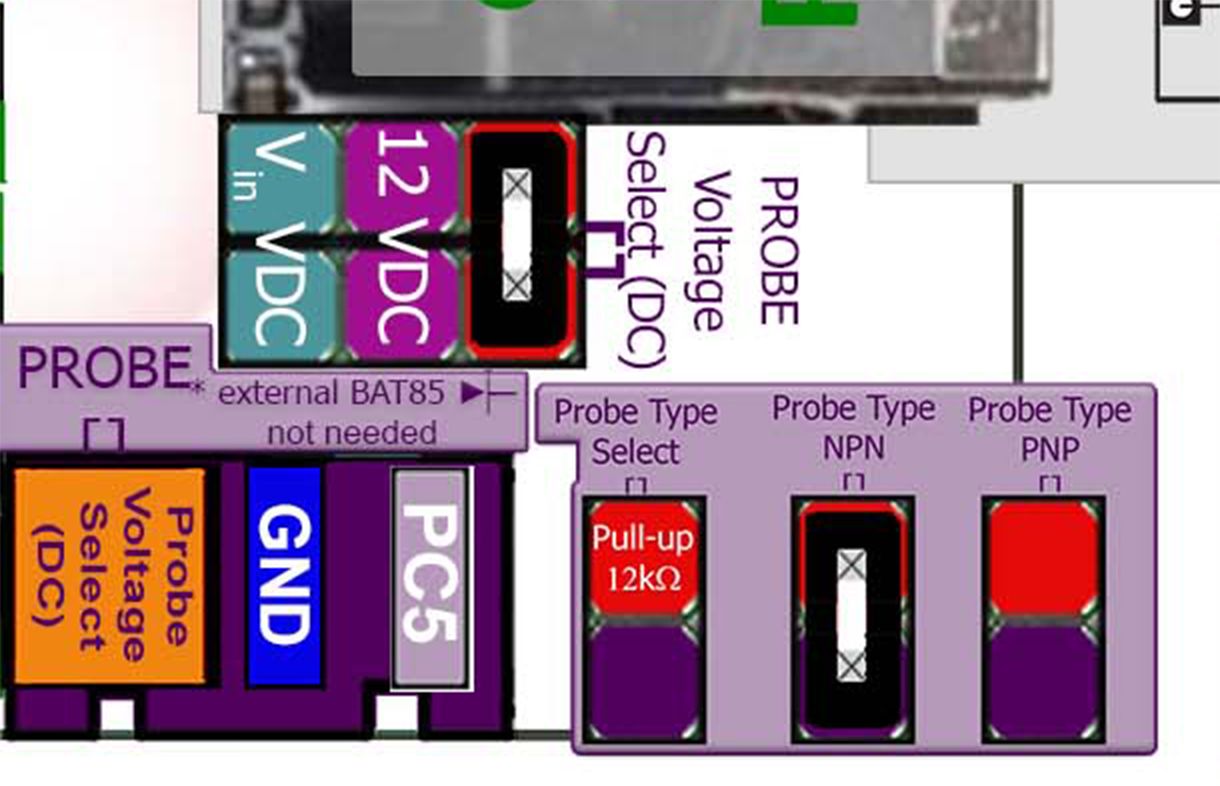 V
in
VDC
12 VDC
PROBE
Voltage
Select (DC)
PROBE
* external BAT85
not needed
Probe Type
Select
Probe Type
NPN
Probe Type
PNP
Probe
Voltage
Select
(DC)
GND
PC5
Pull-up
12kΩ